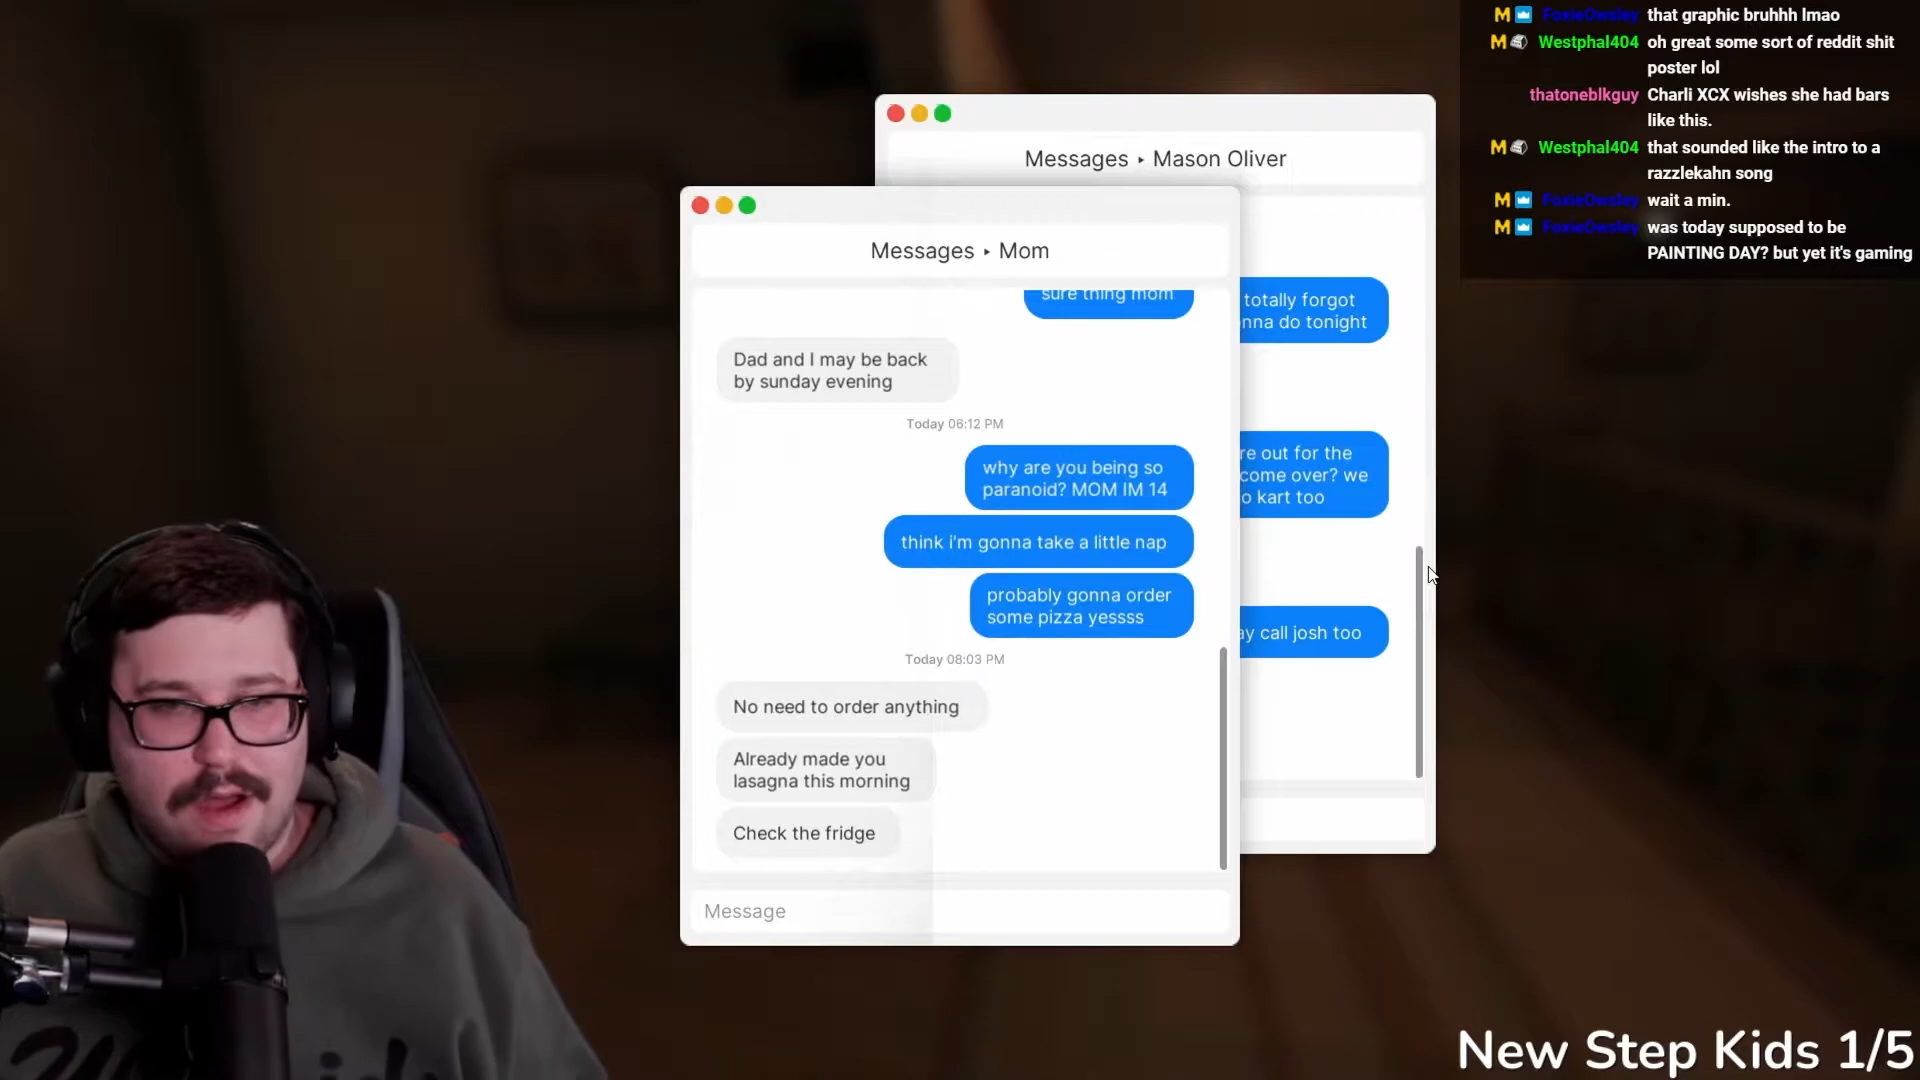 FoxieOwsley that graphic bruhhh lmao
Westphal404 oh great some sort of reddit shit
poster lol
thatoneblkguy Charli XCX wishes she had bars
like this.
Westphal404 that sounded like the intro to a
razzlekahn song
FoxieOwsley wait a min.
FoxieOwsley was today supposed to be
PAINTING DAY? but yet it's gaming
Messages ‣ Mason Oliver
totally forgot
nna do tonight
re out for the
come over? we
o kart too
ay call josh too
Messages ‣ Mom
sure thing mom
Dad and I may be back
by sunday evening
Today 06:12 PM
why are you being so
paranoid? MOM IM 14
think i'm gonna take a little nap
probably gonna order
some pizza yessss
Today 08:03 PM
No need to order anything
Already made you
lasagna this morning
Check the fridge
Message
New Step Kids 1/5